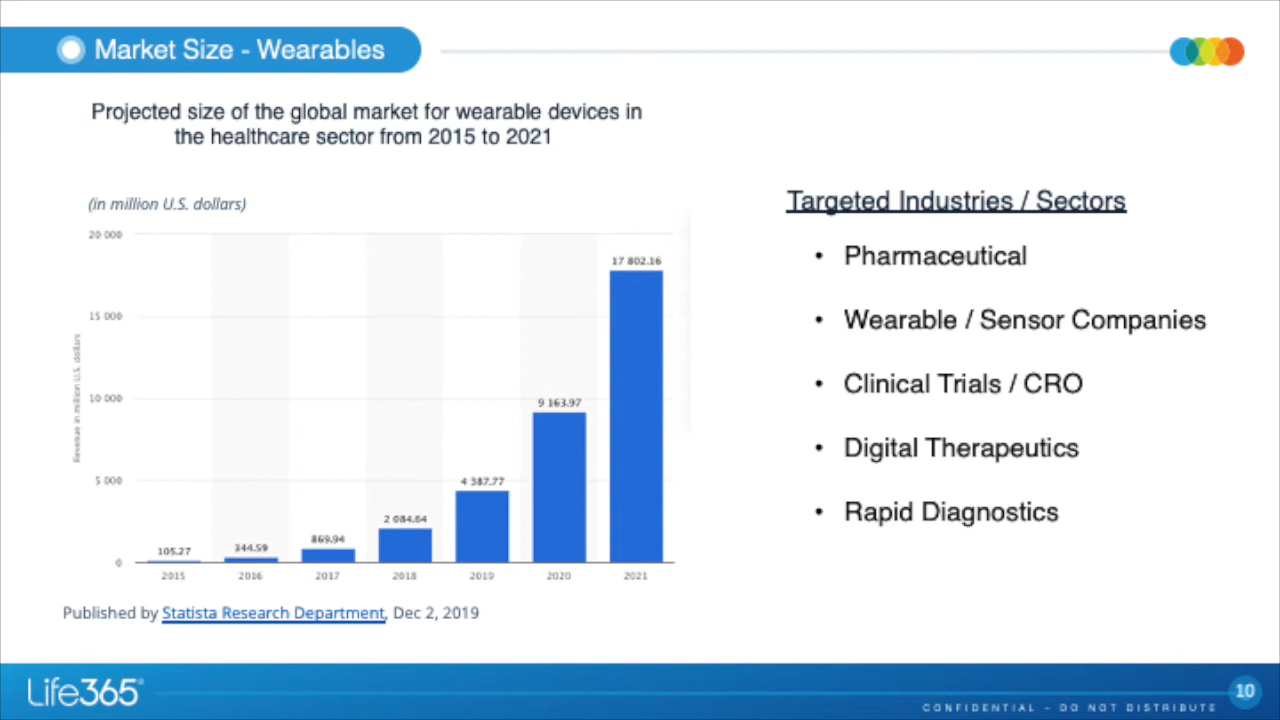 Market Size - Wearables
Projected size of the global market for wearable devices in
the healthcare sector from 2015 to 2021
(in million U.S. dollars)
Revenue in million U.S. dollars
20 000
15 000
10 000
5 000
0
105.27
344.59
869.94
2 084.64
4 387.77
9 163.97
17 802.16
2015
2016
2017
2018
2019
2020
2021
Published by Statista Research Department, Dec 2, 2019
Targeted Industries / Sectors
• Pharmaceutical
• Wearable / Sensor Companies
• Clinical Trials / CRO
• Digital Therapeutics
• Rapid Diagnostics
Life365®
10
CONFIDENTIAL – DO NOT DISTRIBUTE